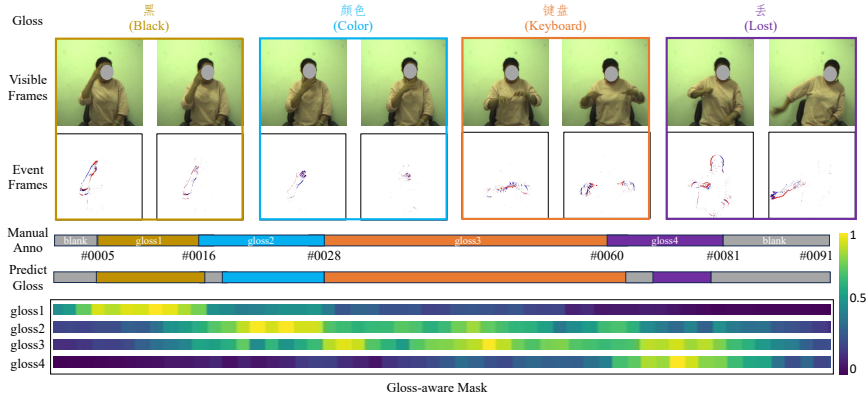 Gloss
黑
(Black)
颜色
(Color)
键盘
(Keyboard)
丢
(Lost)
Visible
Frames
Event
Frames
Manual
Anno
blank
gloss1
gloss2
gloss3
gloss4
blank
#0005
#0016
#0028
#0060
#0081
#0091
Predict
Gloss
gloss1
gloss2
gloss3
gloss4
1
0.5
0
Gloss-aware Mask